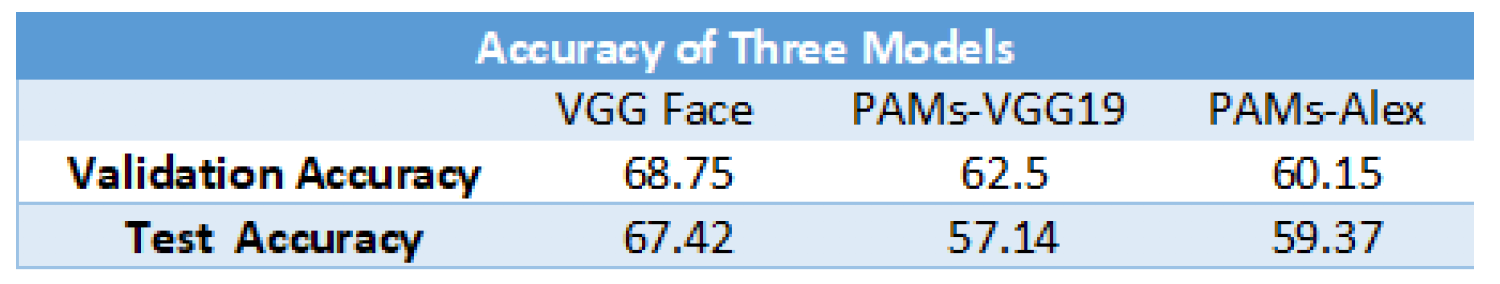 Accuracy of Three Models
VGG Face PAMs-VGG19 PAMs-Alex
Validation Accuracy 68.75 62.5 60.15
Test Accuracy 67.42 57.14 59.37